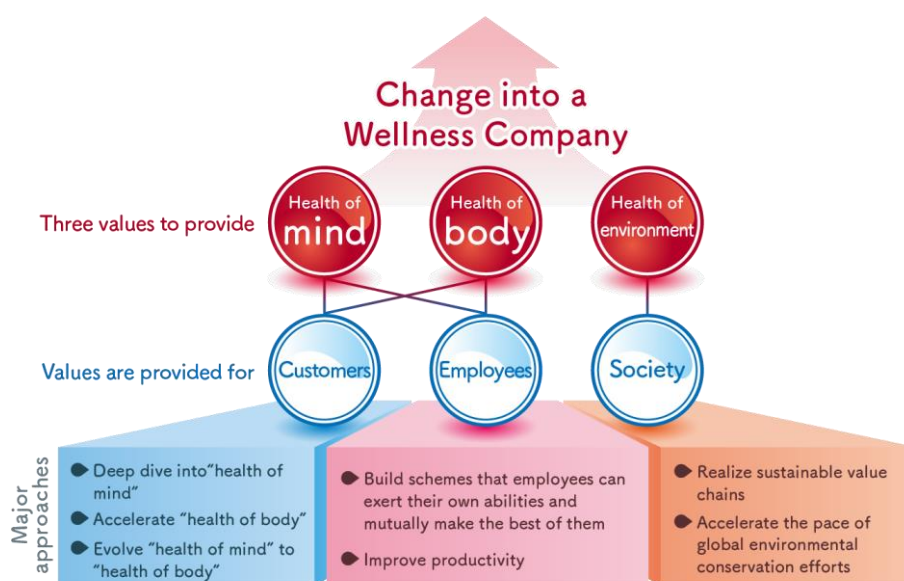 Change into a
Wellness Company
Three values to provide
Health of
mind
Health of
body
Health of
environment
Values are provided for
Customers
Employees
Society
Major
approaches
Deep dive into“health of
mind”
Accelerate “health of body”
Evolve “health of mind” to
“health of body”
Build schemes that employees can
exert their own abilities and
mutually make the best of them
Improve productivity
Realize sustainable value
chains
Accelerate the pace of
global environmental
conservation efforts